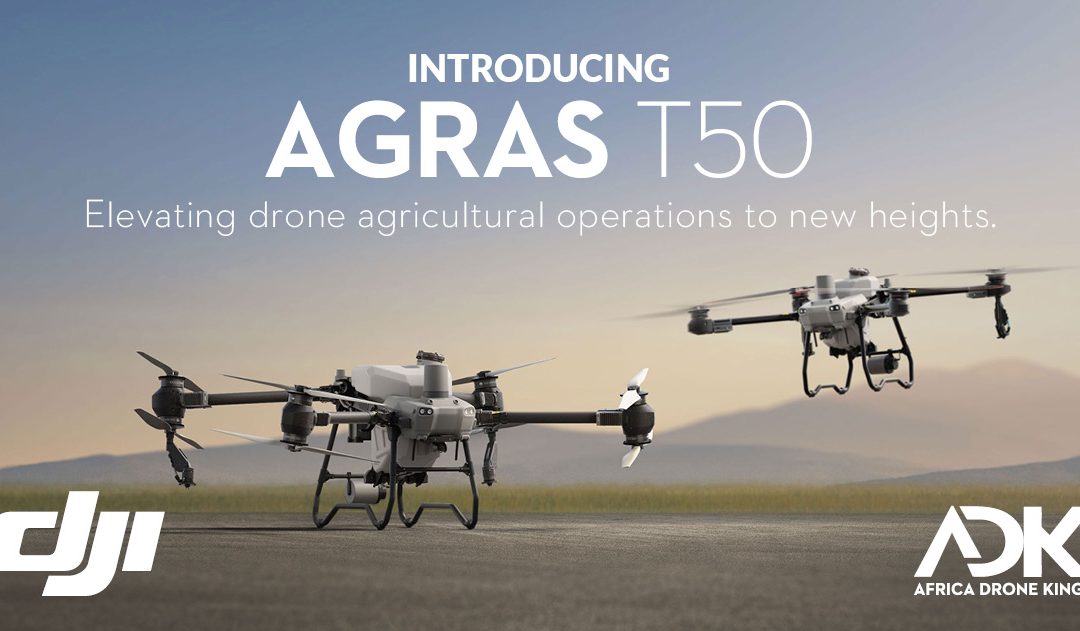 INTRODUCING
AGRAS T50
Elevating drone agricultural operations to new heights.
dji
ADK
AFRICA DRONE KING